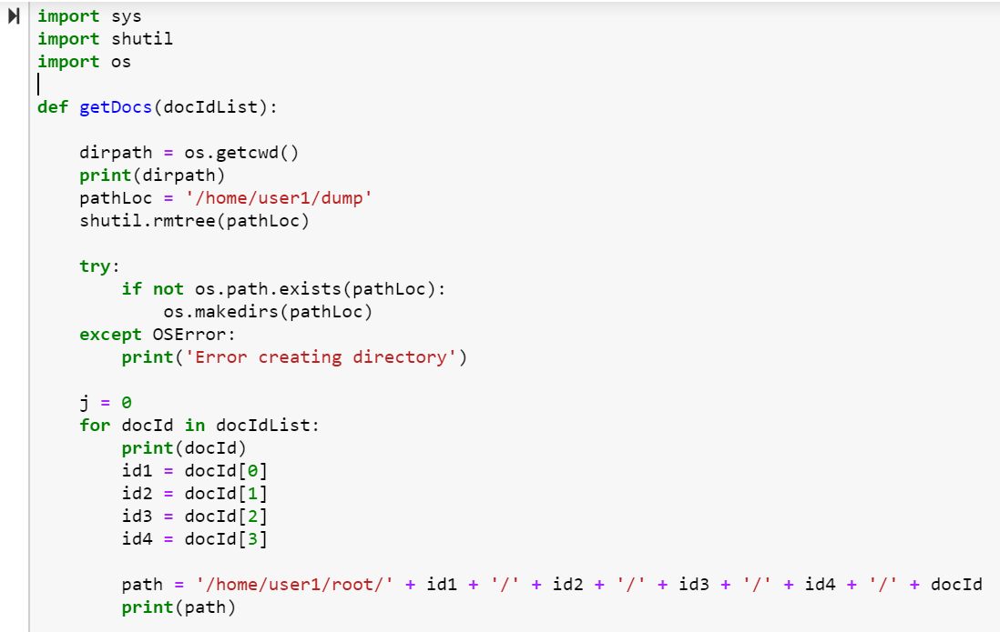 import sys
import shutil
import os
def getDocs(docIdList):
    dirpath = os.getcwd()
    print(dirpath)
    pathLoc = '/home/user1/dump'
    shutil.rmtree(pathLoc)
    try:
        if not os.path.exists(pathLoc):
            os.makedirs(pathLoc)
    except OSError:
        print('Error creating directory')
    j = 0
    for docId in docIdList:
        print(docId)
        id1 = docId[0]
        id2 = docId[1]
        id3 = docId[2]
        id4 = docId[3]
        path = '/home/user1/root/' + id1 + '/' + id2 + '/' + id3 + '/' + id4 + '/' + docId
        print(path)